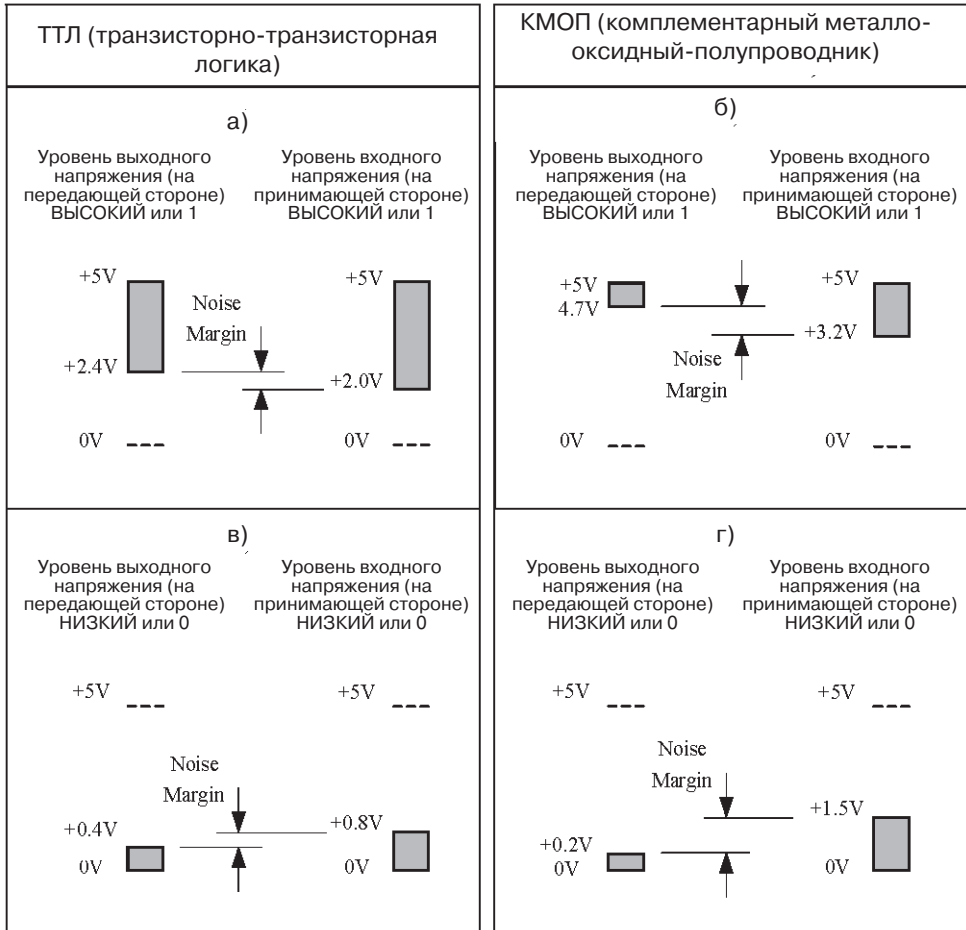 ТТЛ (транзисторно-транзисторная
логика)
КМОП (комплементарный металло-
оксидный-полупроводник)
а)
Уровень выходного
напряжения (на
передающей стороне)
ВЫСОКИЙ или 1
Уровень входного
напряжения (на
принимающей стороне)
ВЫСОКИЙ или 1
+5V
+5V
Noise
Margin
+2.4V
+2.0V
0V
0V
б)
Уровень выходного
напряжения (на
передающей стороне)
ВЫСОКИЙ или 1
Уровень входного
напряжения (на
принимающей стороне)
ВЫСОКИЙ или 1
+5V
4.7V
+5V
+3.2V
Noise
Margin
0V
0V
в)
Уровень выходного
напряжения (на
передающей стороне)
НИЗКИЙ или 0
Уровень входного
напряжения (на
принимающей стороне)
НИЗКИЙ или 0
+5V
+5V
Noise
Margin
+0.4V
+0.8V
0V
0V
г)
Уровень выходного
напряжения (на
передающей стороне)
НИЗКИЙ или 0
Уровень входного
напряжения (на
принимающей стороне)
НИЗКИЙ или 0
+5V
+5V
Noise
Margin
+1.5V
+0.2V
0V
0V